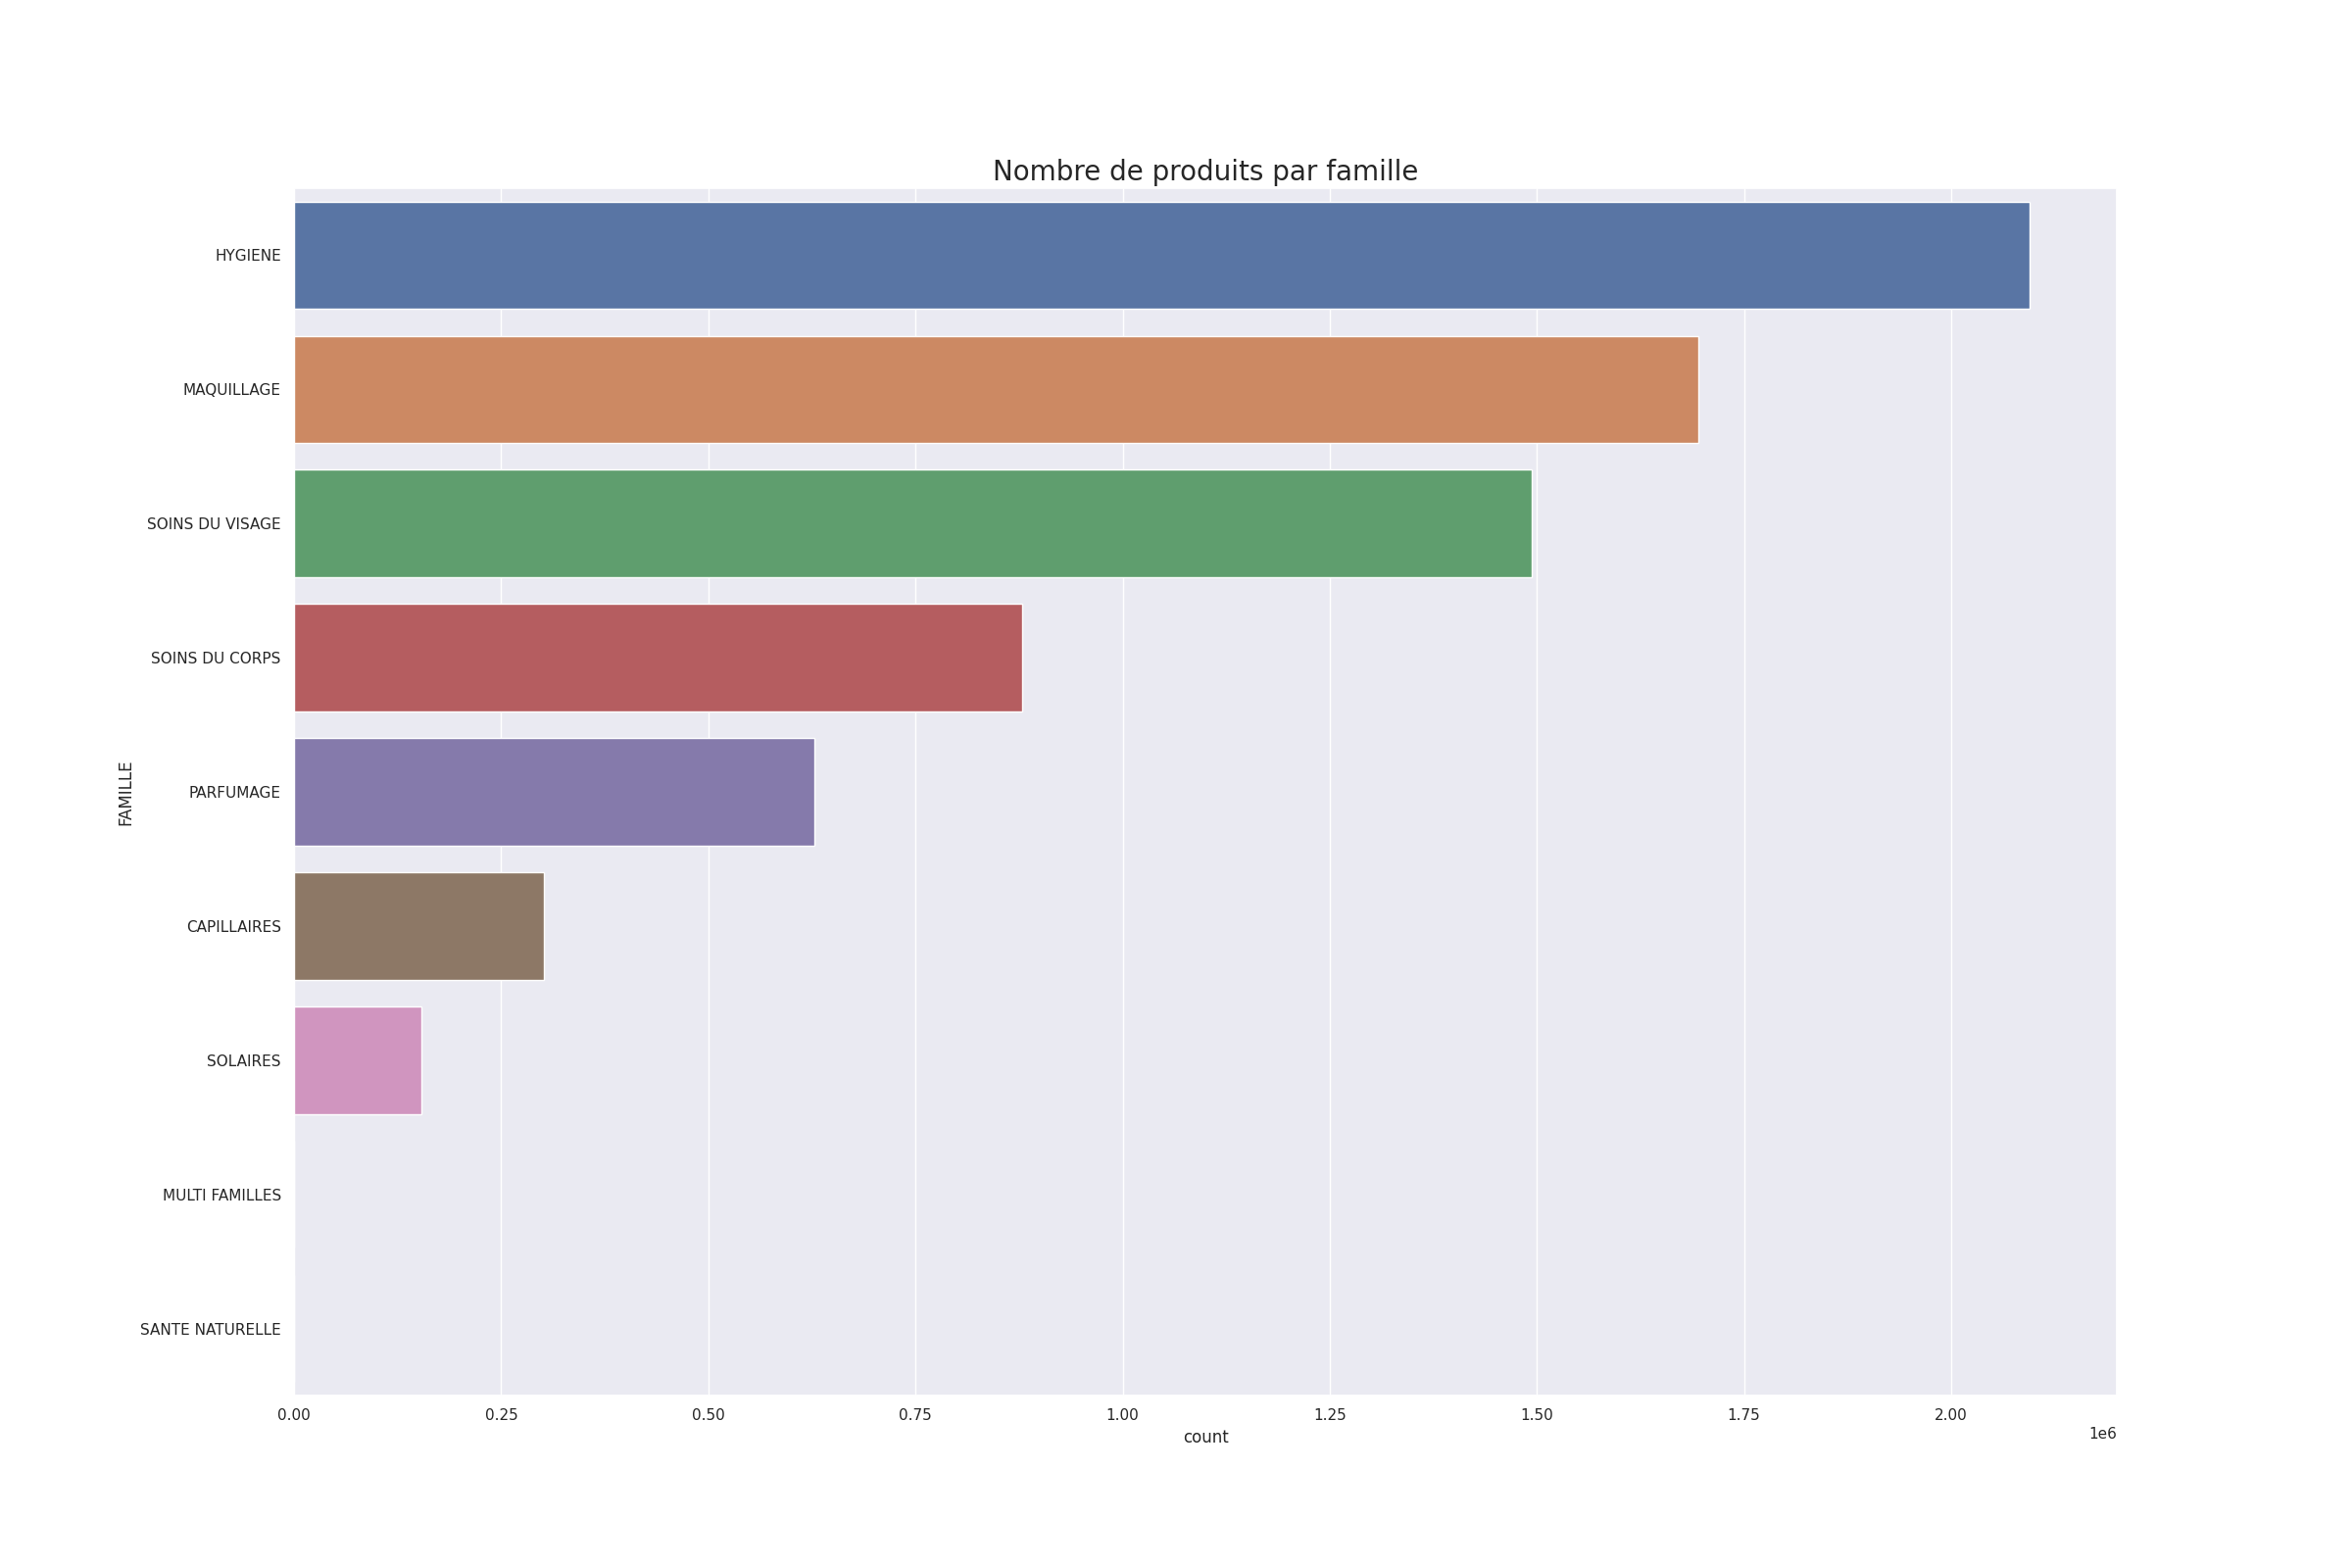 Nombre de produits par famille
HYGIENE
MAQUILLAGE
SOINS DU VISAGE
SOINS DU CORPS
PARFUMAGE
CAPILLAIRES
SOLAIRES
MULTI FAMILLES
SANTE NATURELLE
FAMILLE
0.00 0.25 0.50 0.75 1.00 1.25 1.50 1.75 2.00
1e6
count